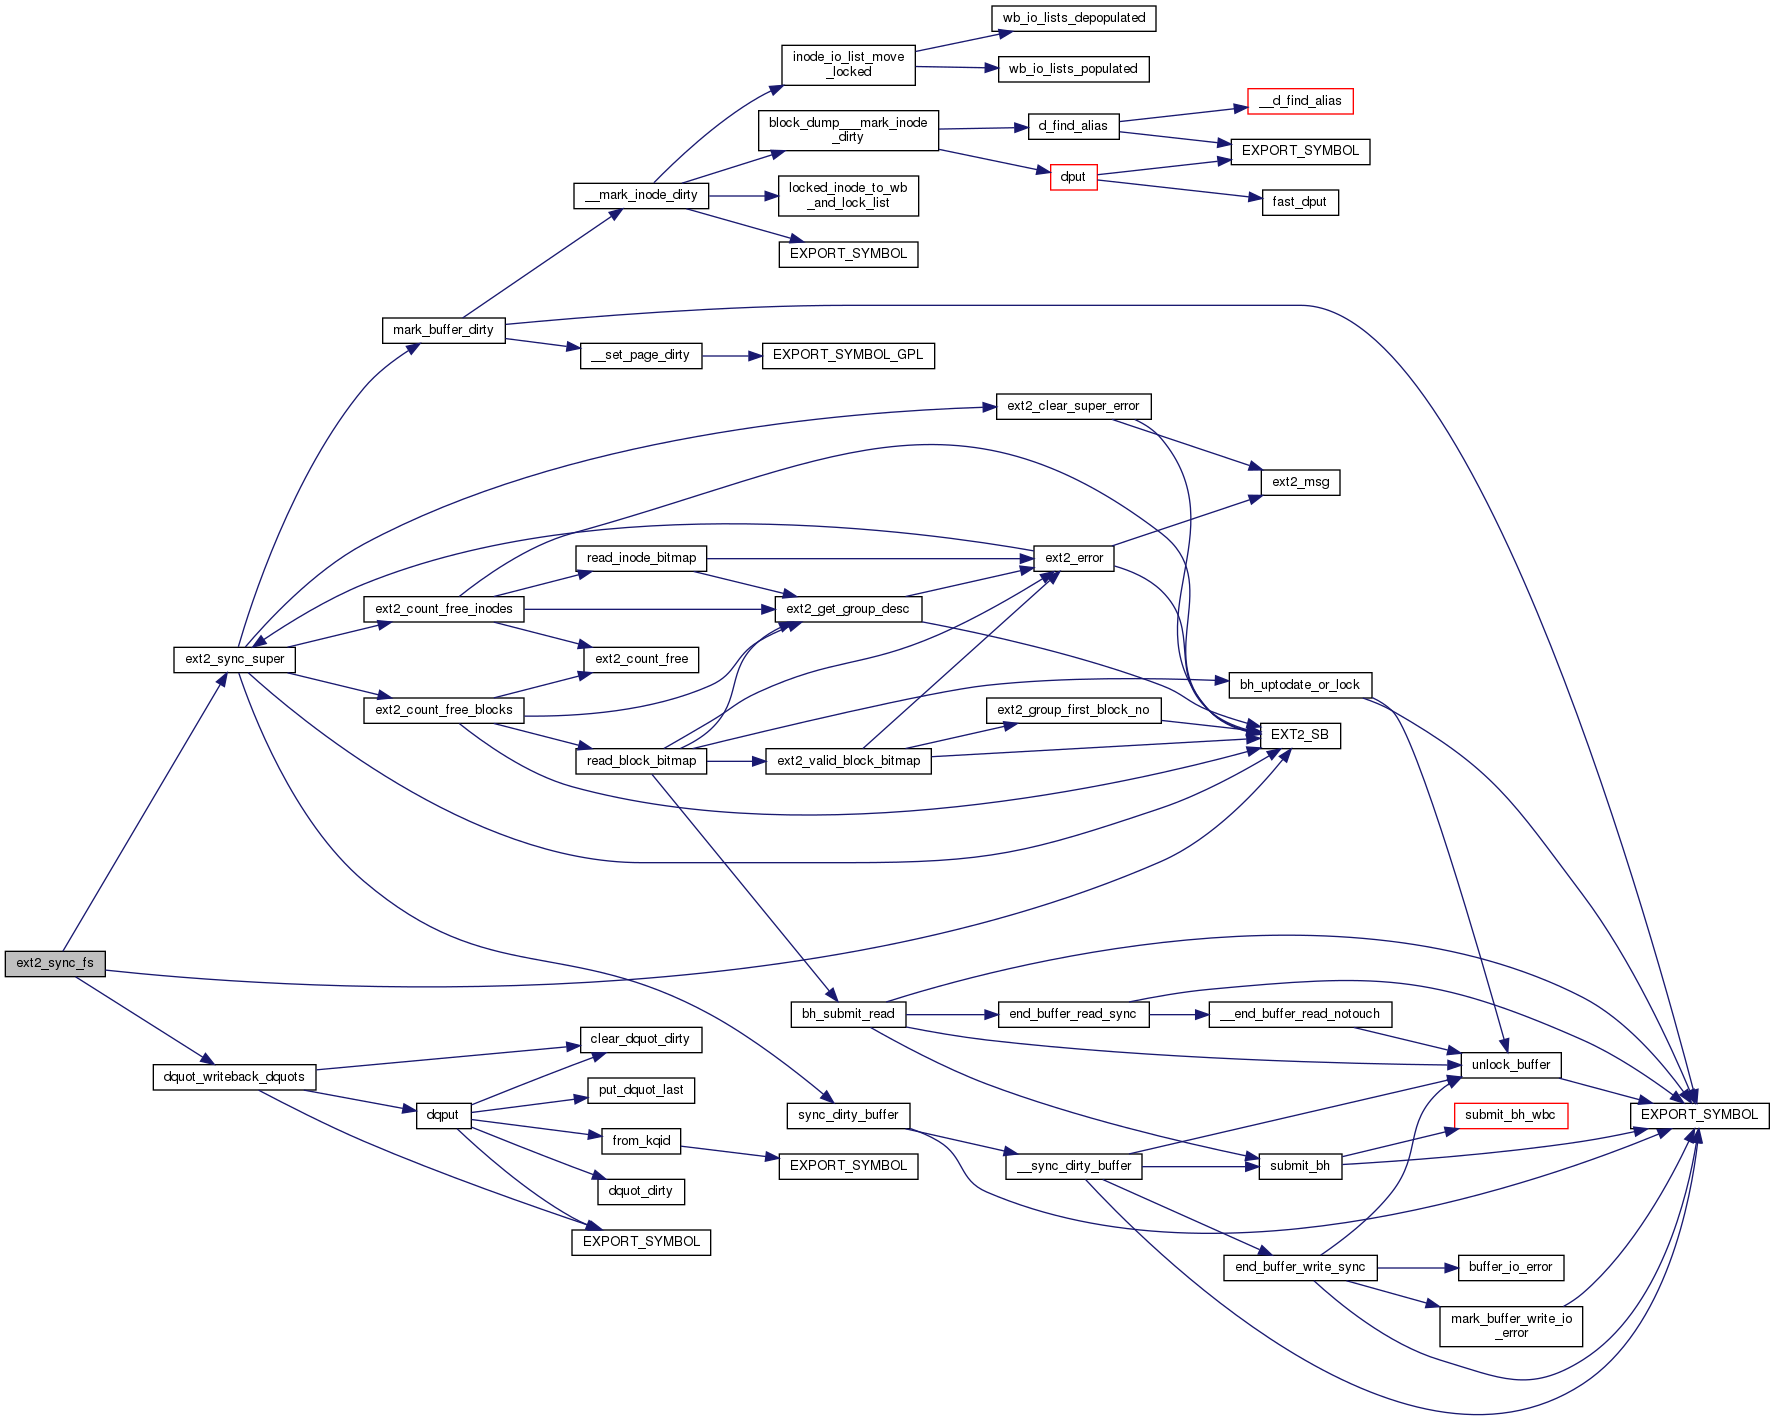 wb_io_lists_depopulated
inode_io_list_move
_locked
wb_io_lists_populated
__d_find_alias
block_dump___mark_inode
_dirty
d_find_alias
EXPORT_SYMBOL
dput
__mark_inode_dirty
locked_inode_to_wb
_and_lock_list
fast_dput
EXPORT_SYMBOL
mark_buffer_dirty
__set_page_dirty
EXPORT_SYMBOL_GPL
ext2_clear_super_error
ext2_msg
read_inode_bitmap
ext2_error
ext2_count_free_inodes
ext2_get_group_desc
ext2_sync_super
ext2_count_free
bh_uptodate_or_lock
ext2_count_free_blocks
ext2_group_first_block_no
EXT2_SB
read_block_bitmap
ext2_valid_block_bitmap
ext2_sync_fs
bh_submit_read
end_buffer_read_sync
__end_buffer_read_notouch
clear_dquot_dirty
unlock_buffer
dquot_writeback_dquots
put_dquot_last
dqput
sync_dirty_buffer
submit_bh_wbc
EXPORT_SYMBOL
from_kqid
EXPORT_SYMBOL
__sync_dirty_buffer
submit_bh
dquot_dirty
EXPORT_SYMBOL
end_buffer_write_sync
buffer_io_error
mark_buffer_write_io
_error